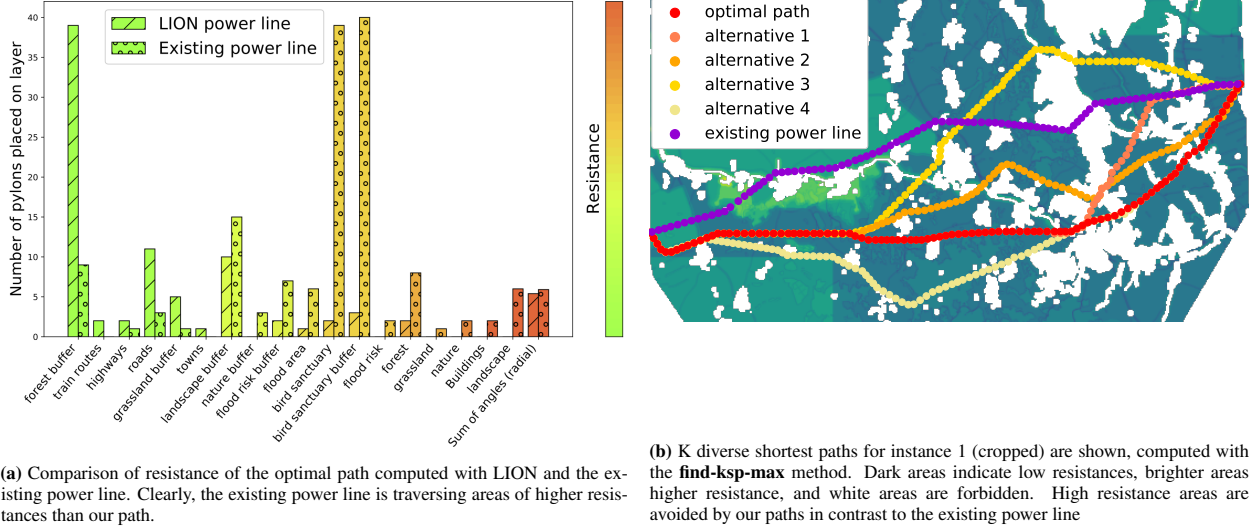 Number of pylons placed on layer
40
35
30
25
20
15
10
5
0
LION power line
Existing power line
forest buffer
train routes
highways
roads
grassland buffer
towns
landscape buffer
nature buffer
flood risk buffer
flood area
bird sanctuary
bird sanctuary buffer
flood risk
forest
grassland
nature
Buildings
landscape
Sum of angles (radial)
Resistance
(a) Comparison of resistance of the optimal path computed with LION and the ex-
isting power line. Clearly, the existing power line is traversing areas of higher resis-
tances than our path.
optimal path
alternative 1
alternative 2
alternative 3
alternative 4
existing power line
(b) K diverse shortest paths for instance 1 (cropped) are shown, computed with
the find-ksp-max method. Dark areas indicate low resistances, brighter areas
higher resistance, and white areas are forbidden. High resistance areas are
avoided by our paths in contrast to the existing power line